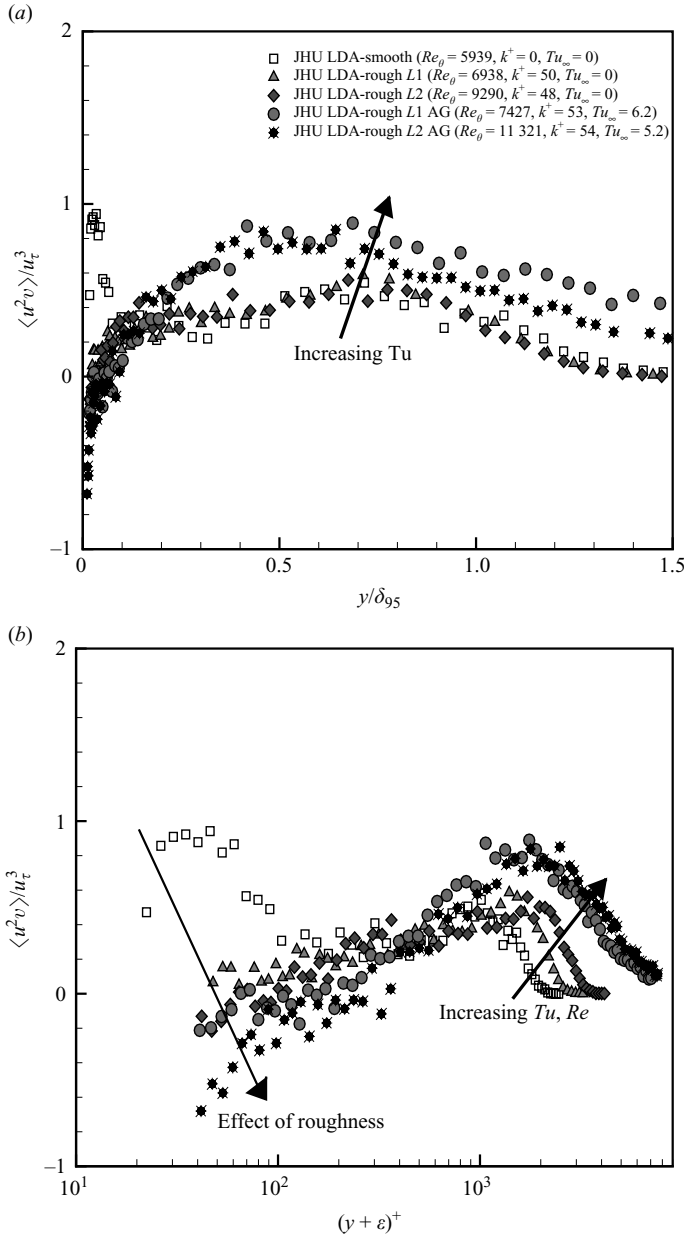 (a)
2
1
0
–1
0
0.5
1.0
1.5
⟨u²v⟩/u_τ³
y/δ₉₅
JHU LDA-smooth (Re_θ = 5939, k⁺ = 0, Tu_∞ = 0)
JHU LDA-rough L1 (Re_θ = 6938, k⁺ = 50, Tu_∞ = 0)
JHU LDA-rough L2 (Re_θ = 9290, k⁺ = 48, Tu_∞ = 0)
JHU LDA-rough L1 AG (Re_θ = 7427, k⁺ = 53, Tu_∞ = 6.2)
JHU LDA-rough L2 AG (Re_θ = 11 321, k⁺ = 54, Tu_∞ = 5.2)
Increasing Tu
(b)
2
1
0
–1
10¹
10²
10³
⟨u²v⟩/u_τ³
(y + ε)⁺
Increasing Tu, Re
Effect of roughness